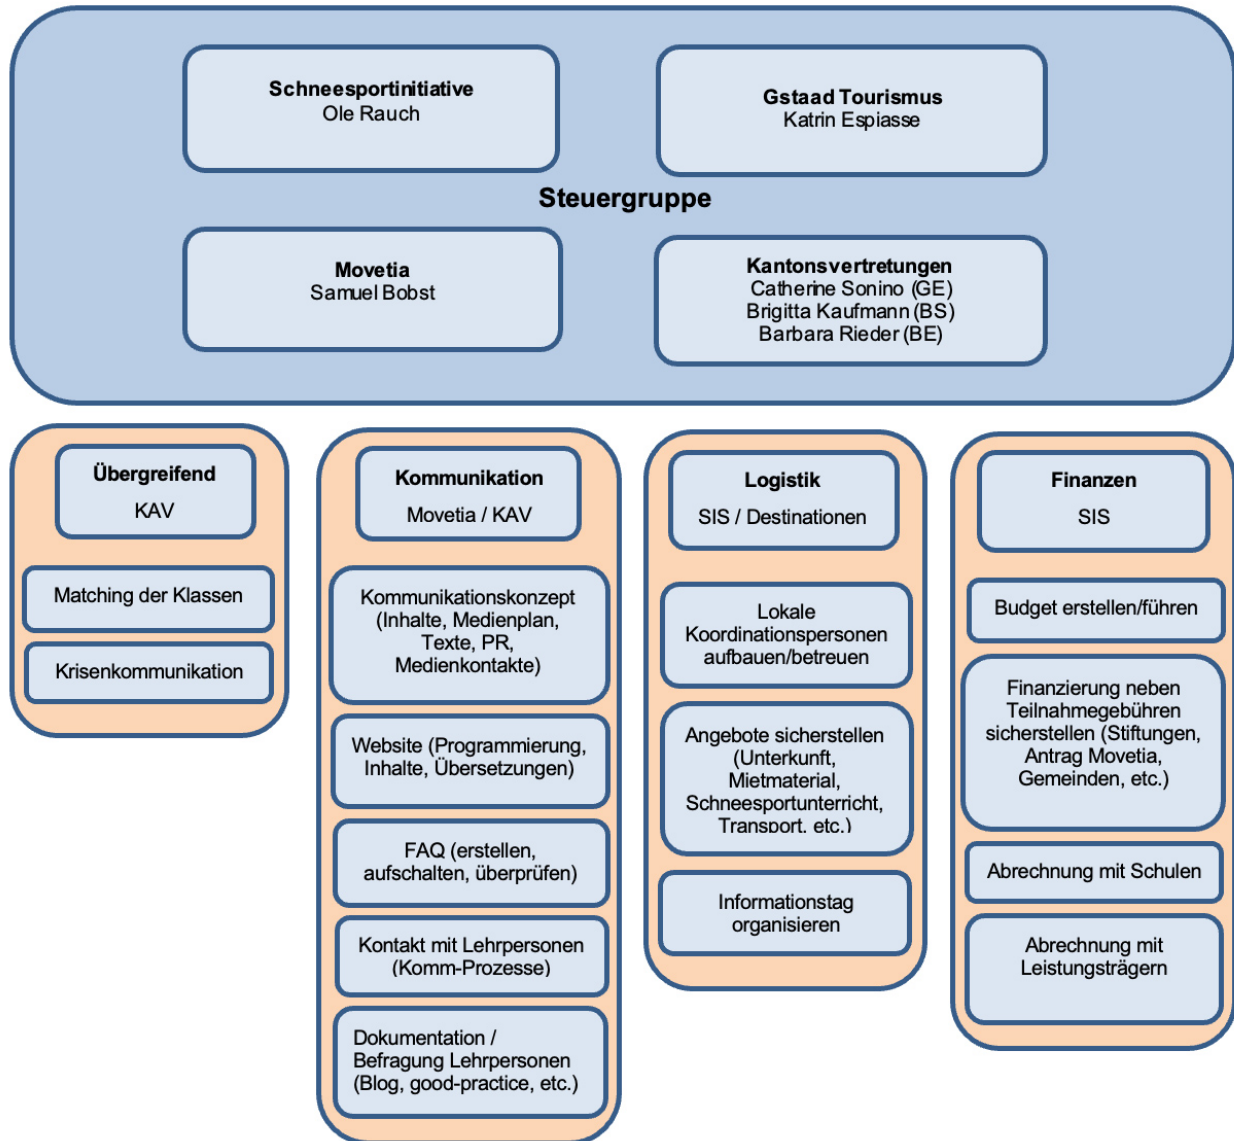 Schneesportinitiative
Ole Rauch
Gstaad Tourismus
Katrin Espiasse
Steuergruppe
Movetia
Samuel Bobst
Kantonsvertretungen
Catherine Sonino (GE)
Brigitta Kaufmann (BS)
Barbara Rieder (BE)
Übergreifend
KAV
Matching der Klassen
Krisenkommunikation
Kommunikation
Movetia / KAV
Kommunikationskonzept
(Inhalte, Medienplan,
Texte, PR,
Medienkontakte)
Website (Programmierung,
Inhalte, Übersetzungen)
FAQ (erstellen,
aufschalten, überprüfen)
Kontakt mit Lehrpersonen
(Komm-Prozesse)
Dokumentation /
Befragung Lehrpersonen
(Blog, good-practice, etc.)
Logistik
SIS / Destinationen
Lokale
Koordinationspersonen
aufbauen/betreuen
Angebote sicherstellen
(Unterkunft,
Mietmaterial,
Schneesportunterricht,
Transport, etc.)
Informationstag
organisieren
Finanzen
SIS
Budget erstellen/führen
Finanzierung neben
Teilnahmegebühren
sicherstellen (Stiftungen,
Antrag Movetia,
Gemeinden, etc.)
Abrechnung mit Schulen
Abrechnung mit
Leistungsträgern